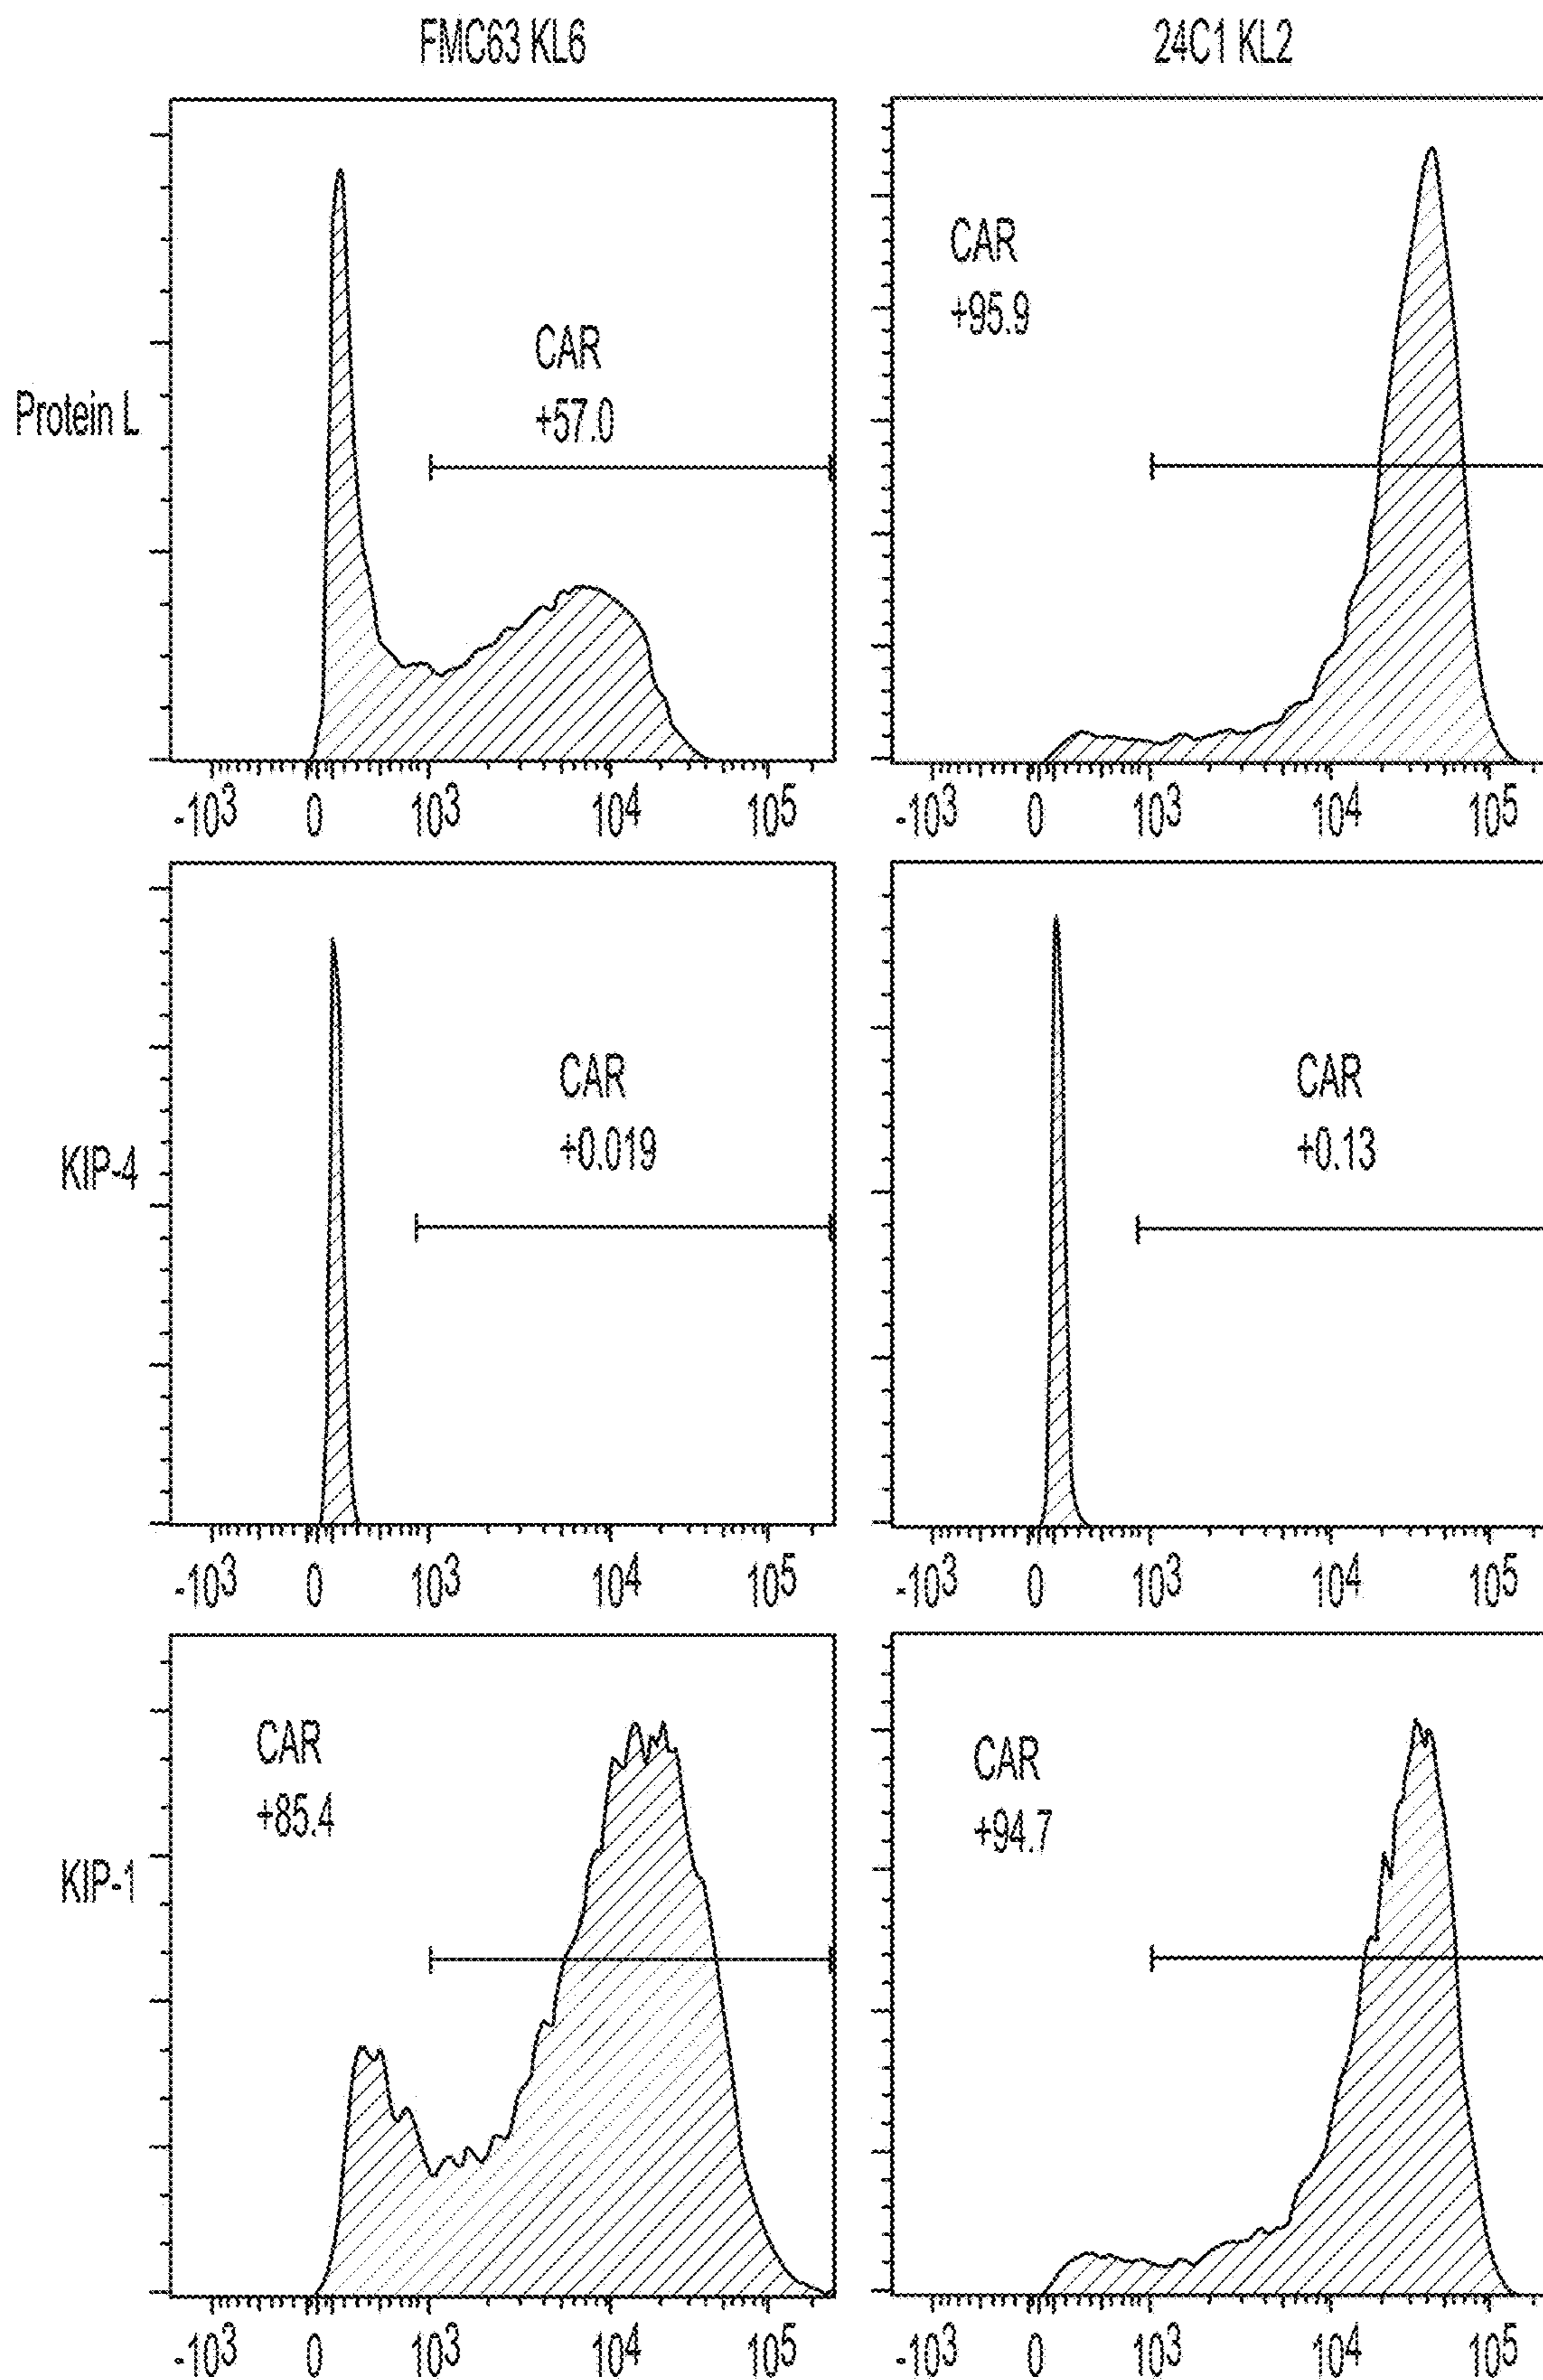 FMC63 KL6 24C1 KL2
Protein L
CAR
+57.0
CAR
+95.9
-10³ 0 10³ 10⁴ 10⁵
-10³ 0 10³ 10⁴ 10⁵
KIP-4
CAR
+0.019
CAR
+0.13
-10³ 0 10³ 10⁴ 10⁵
-10³ 0 10³ 10⁴ 10⁵
KIP-1
CAR
+85.4
CAR
+94.7
-10³ 0 10³ 10⁴ 10⁵
-10³ 0 10³ 10⁴ 10⁵